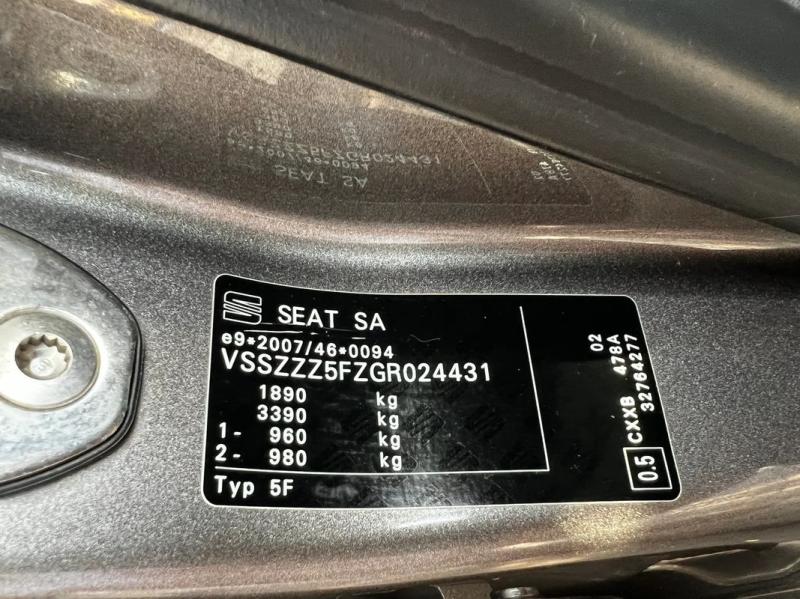 SEAT SA
e9*2007/46*0094
VSSZZZ5FZGR024431
1890 kg
3390 kg
1- 960 kg
2- 980 kg
Typ 5F
02
CXXB 478A
0.5 32764277